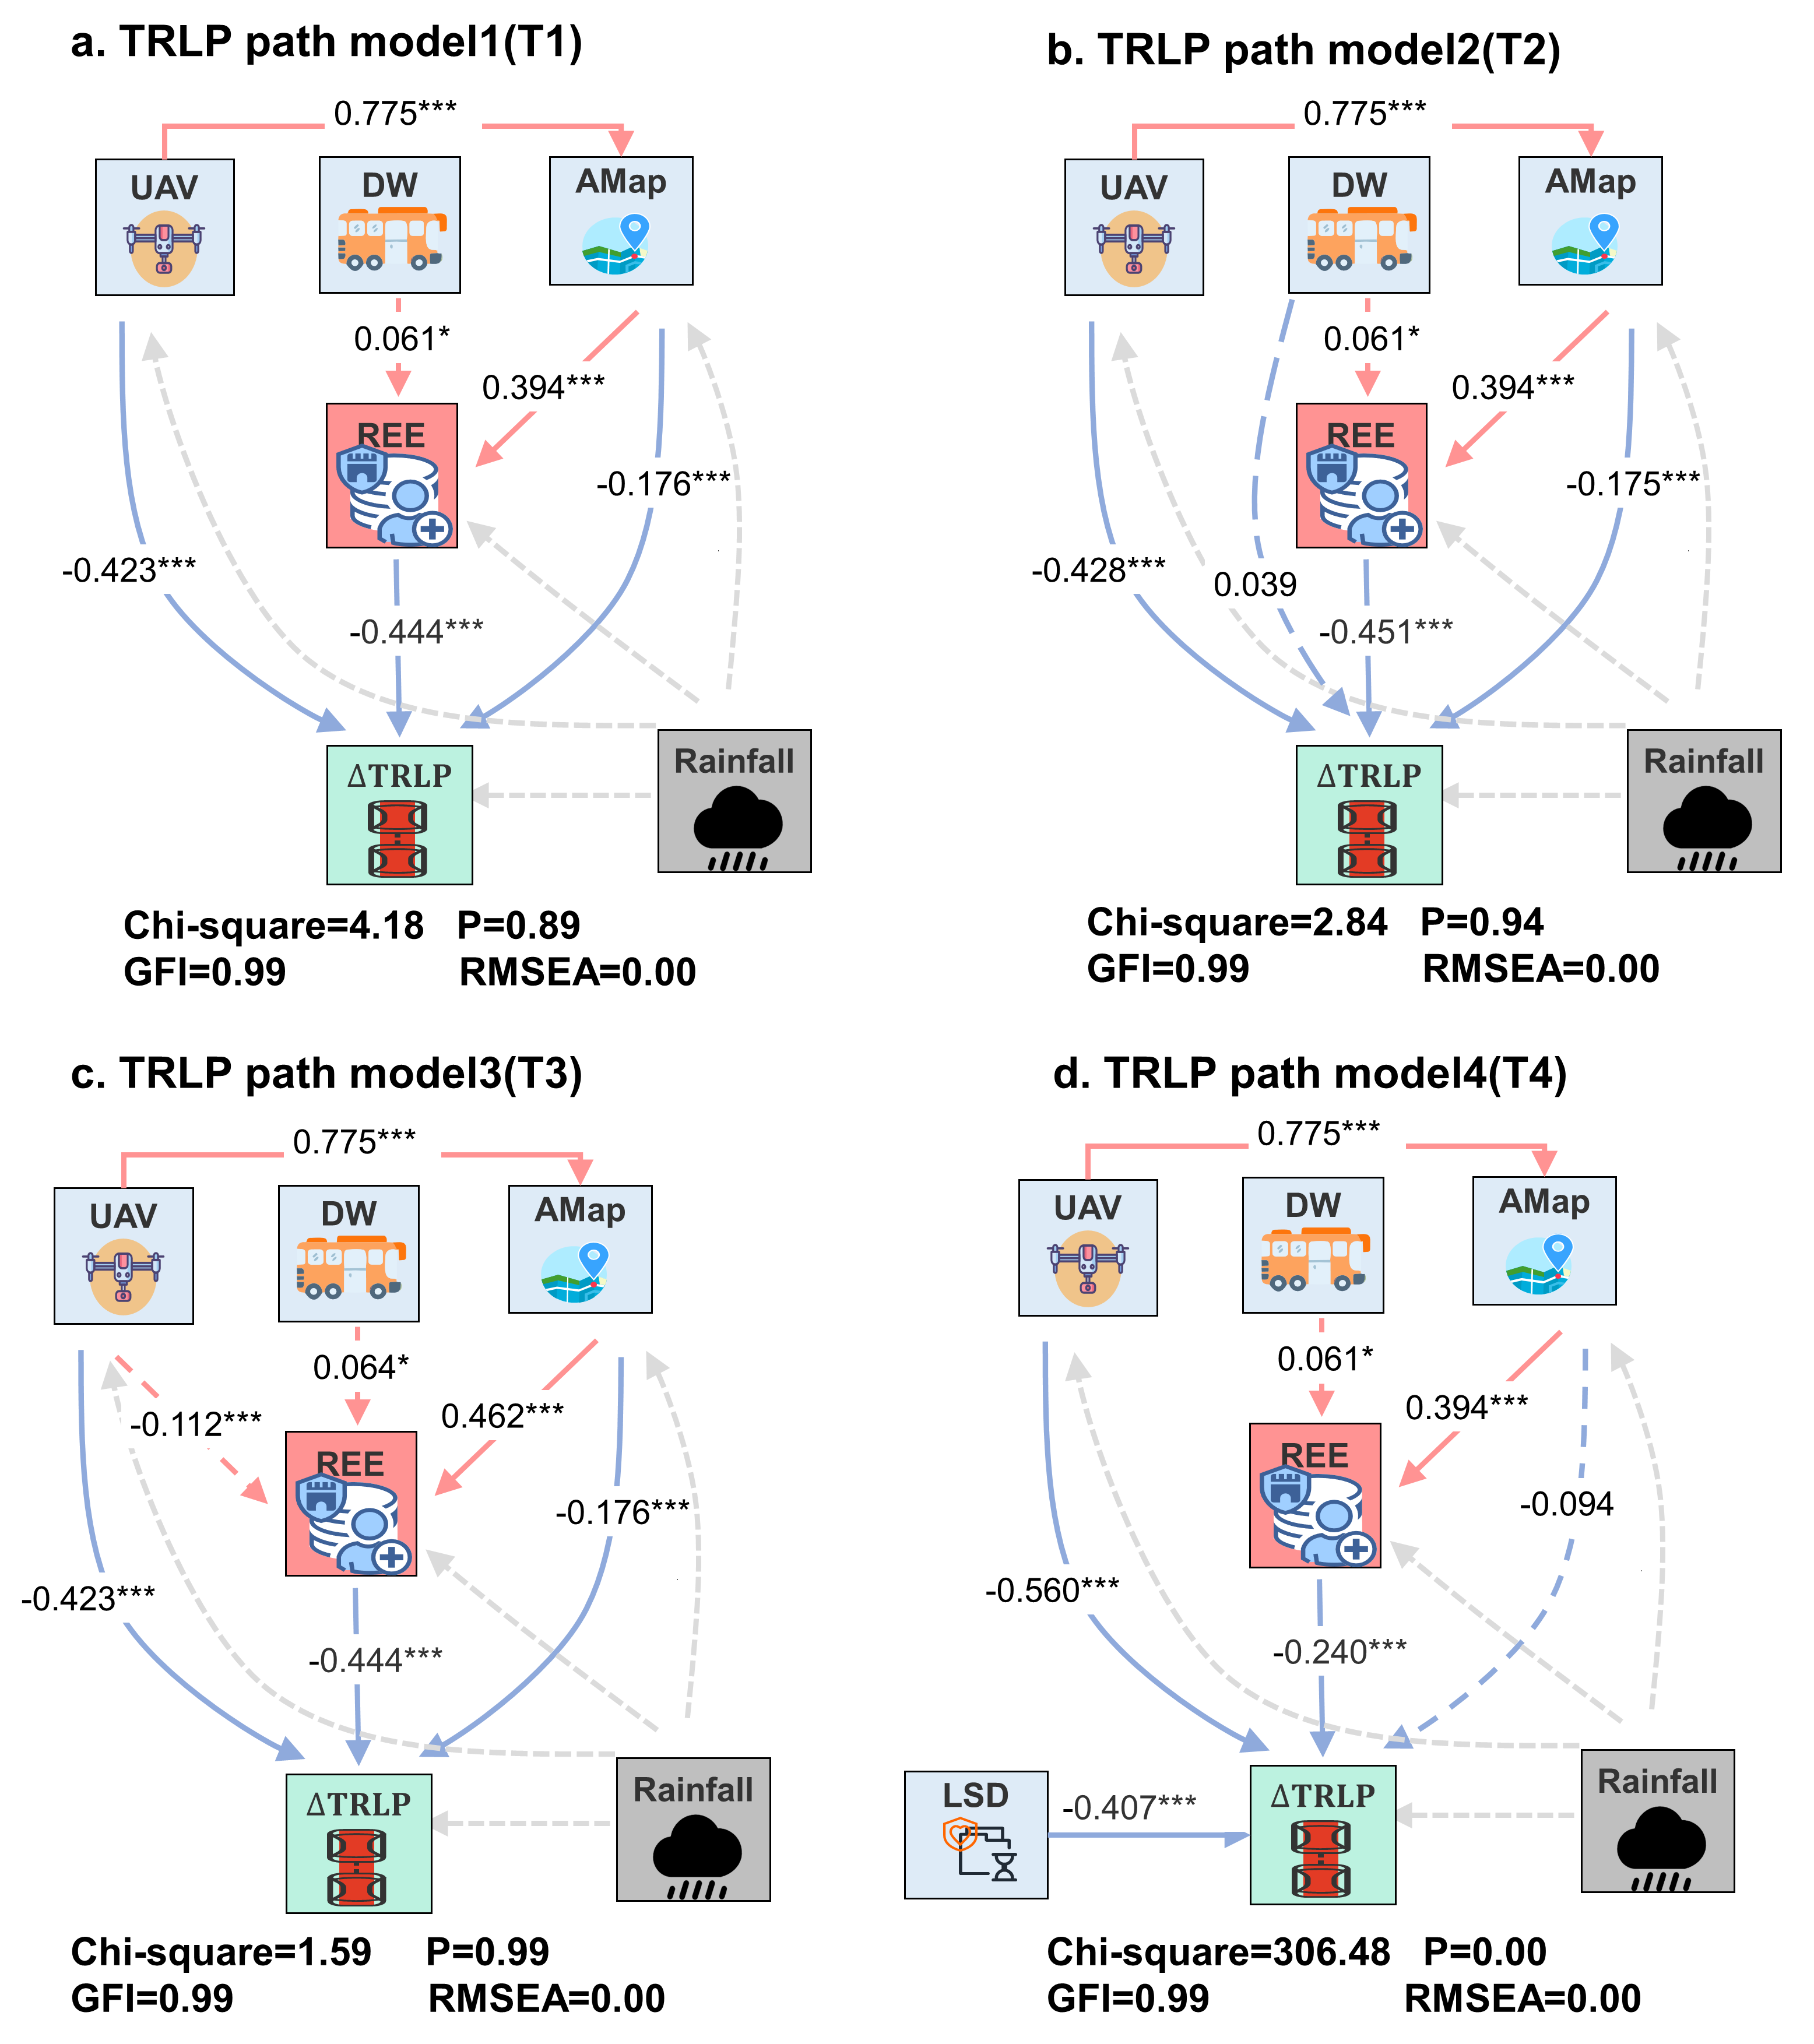 a. TRLP path model1(T1)
0.775***
UAV
DW
AMap
0.061*
0.394***
REE
-0.176***
-0.423***
-0.444***
ΔTRLP
Rainfall
Chi-square=4.18 P=0.89
GFI=0.99 RMSEA=0.00
b. TRLP path model2(T2)
0.775***
UAV
DW
AMap
0.061*
0.394***
REE
-0.175***
-0.428***
0.039
-0.451***
ΔTRLP
Rainfall
Chi-square=2.84 P=0.94
GFI=0.99 RMSEA=0.00
c. TRLP path model3(T3)
0.775***
UAV
DW
AMap
0.064*
-0.112***
0.462***
REE
-0.176***
-0.423***
-0.444***
ΔTRLP
Rainfall
Chi-square=1.59 P=0.99
GFI=0.99 RMSEA=0.00
d. TRLP path model4(T4)
0.775***
UAV
DW
AMap
0.061*
0.394***
REE
-0.094
-0.560***
-0.240***
LSD
-0.407***
ΔTRLP
Rainfall
Chi-square=306.48 P=0.00
GFI=0.99 RMSEA=0.00